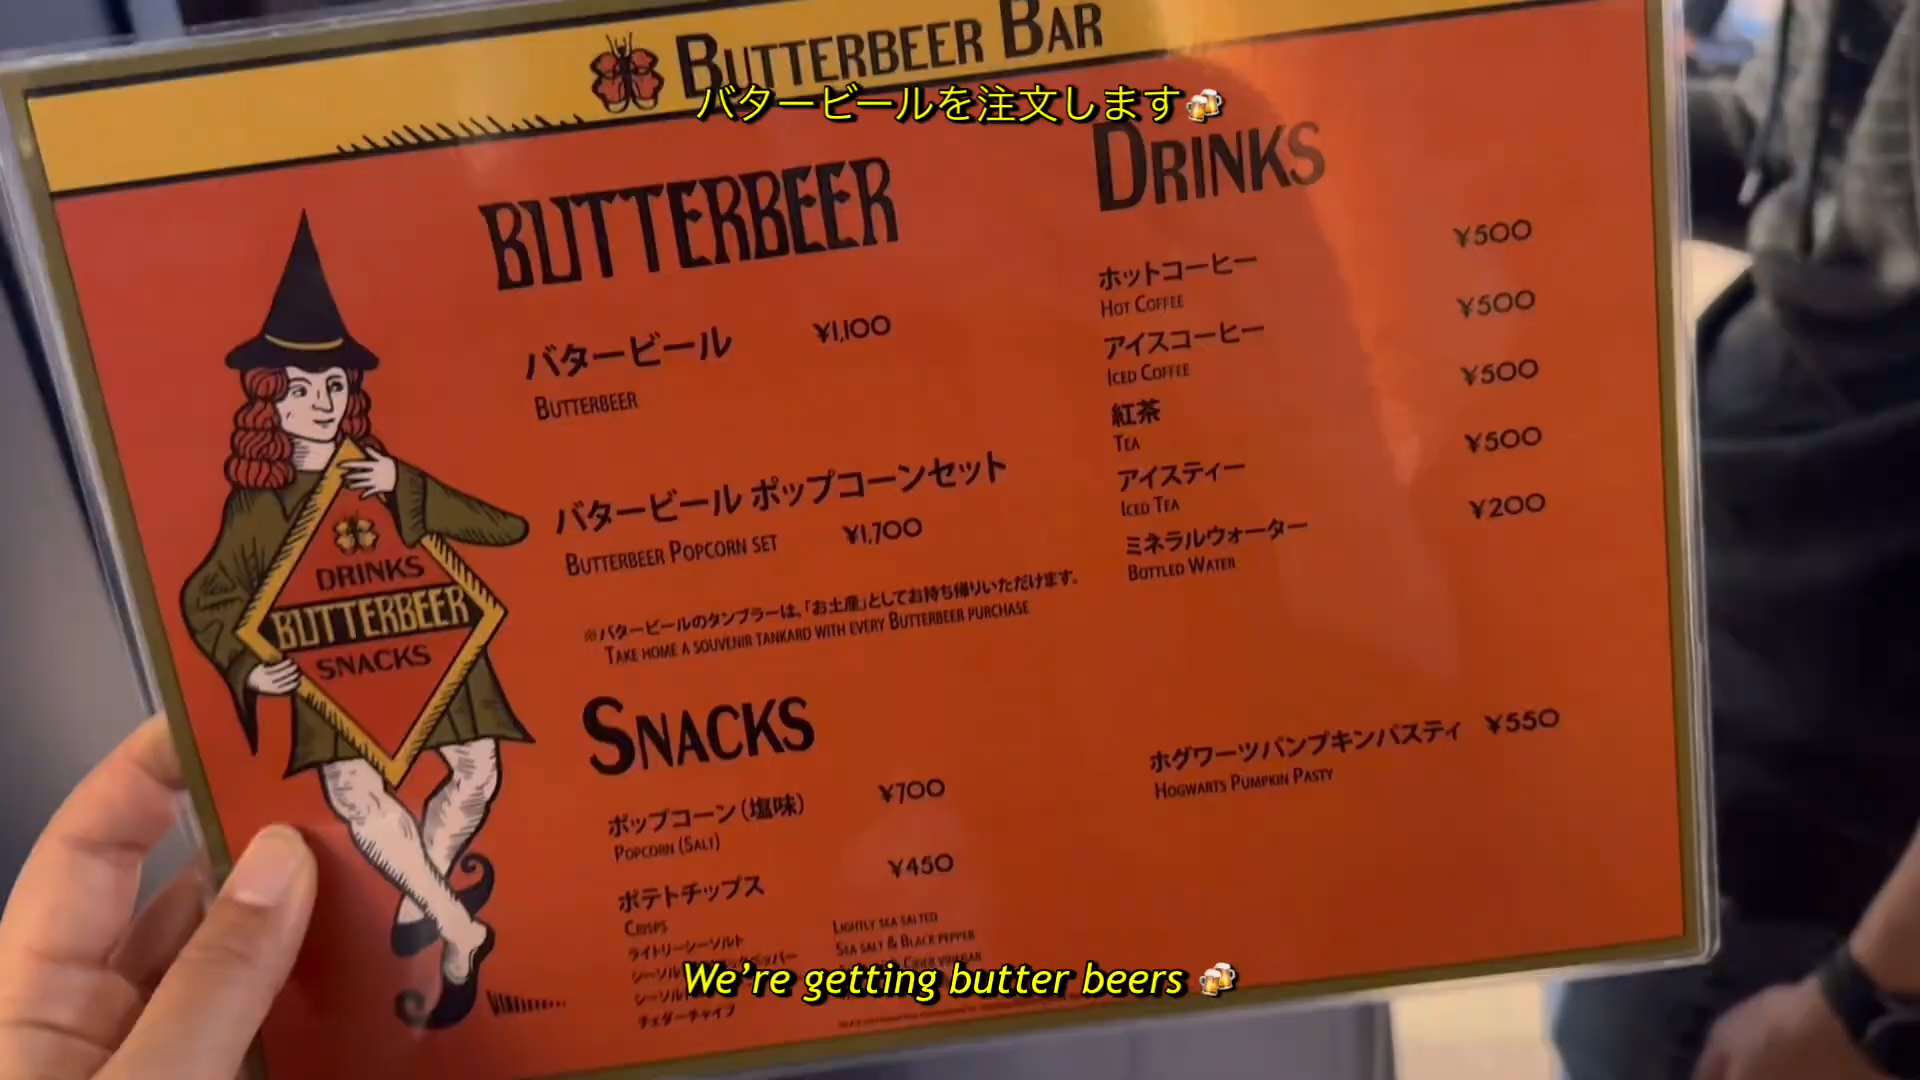 BUTTERBEER BAR
バタービールを注文します🍻
BUTTERBEER
バタービール ¥1,100
BUTTERBEER
バタービール ポップコーンセット
BUTTERBEER POPCORN SET ¥1,700
※バタービールのタンブラーは、「お土産」としてお持ち帰りいただけます。
TAKE HOME A SOUVENIR TANKARD WITH EVERY BUTTERBEER PURCHASE
DRINKS
BUTTERBEER
SNACKS
SNACKS
ポップコーン(塩味) ¥700
POPCORN (SALT)
ポテトチップス ¥450
CRISPS
ライトリーシーソルト LIGHTLY SEA SALTED
SEA SALT & BLACK PEPPER
CIDER VINEGAR
チェダーチャイブ
DRINKS
ホットコーヒー ¥500
HOT COFFEE
アイスコーヒー ¥500
ICED COFFEE
紅茶 ¥500
TEA
アイスティー ¥500
ICED TEA
ミネラルウォーター ¥200
BOTTLED WATER
ホグワーツパンプキンパスティ ¥550
HOGWARTS PUMPKIN PASTY
We're getting butter beers 🍻